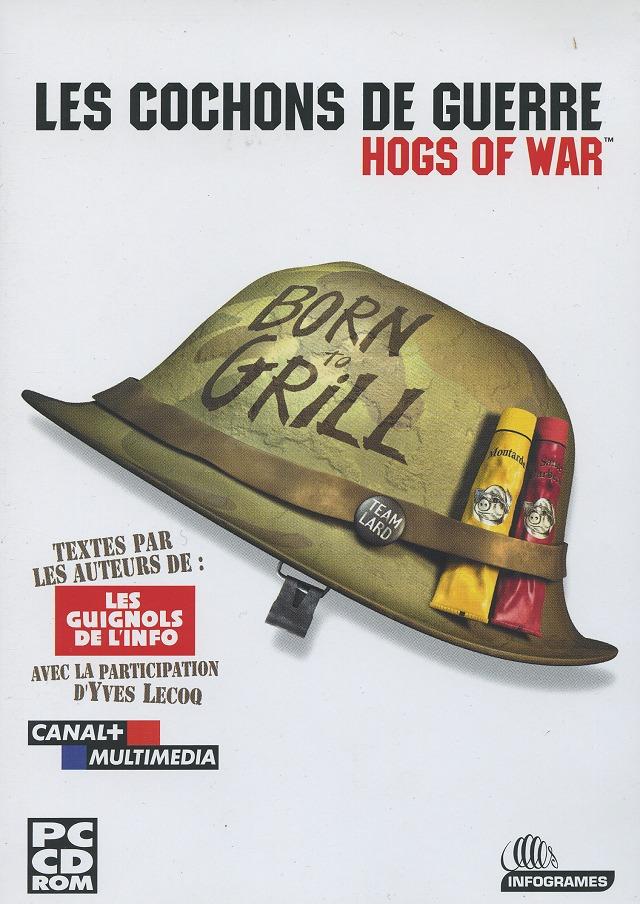 LES COCHONS DE GUERRE
HOGS OF WAR™
BORN
TO
GRiLL
Montarde
TEAM
LARD
TEXTES PAR
LES AUTEURS DE :
LES
GUIGNOLS
DE L'INFO
AVEC LA PARTICIPATION
D'YVES LECOQ
CANAL+
MULTIMEDIA
PC
CD
ROM
INFOGRAMES